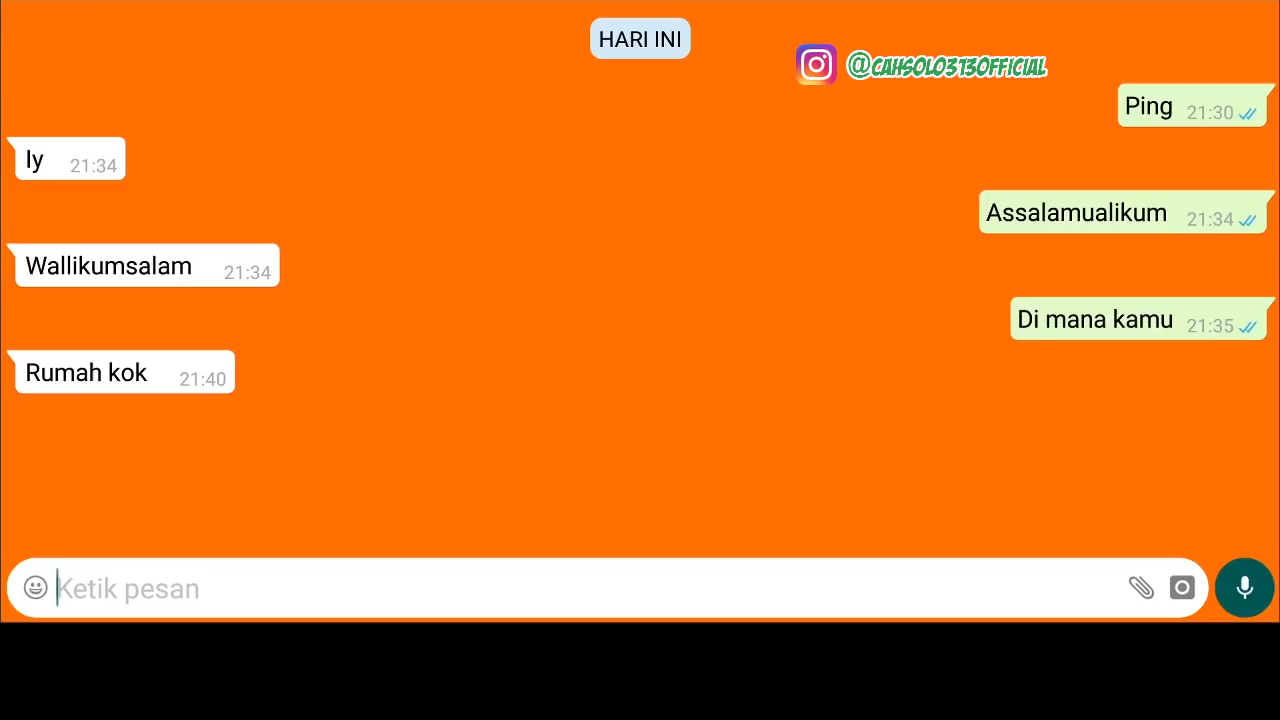 HARI INI
@CAHSOLO313OFFICIAL
Ping 21:30
Iy 21:34
Assalamualikum 21:34
Wallikumsalam 21:34
Di mana kamu 21:35
Rumah kok 21:40
Ketik pesan